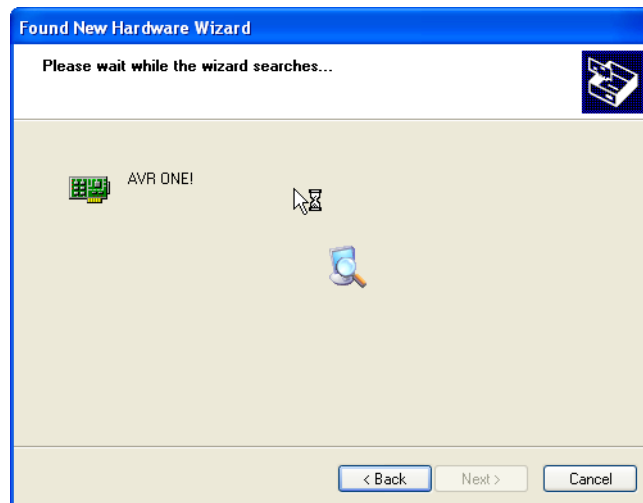 Found New Hardware Wizard
Please wait while the wizard searches...
AVR ONE!
< Back
Next >
Cancel